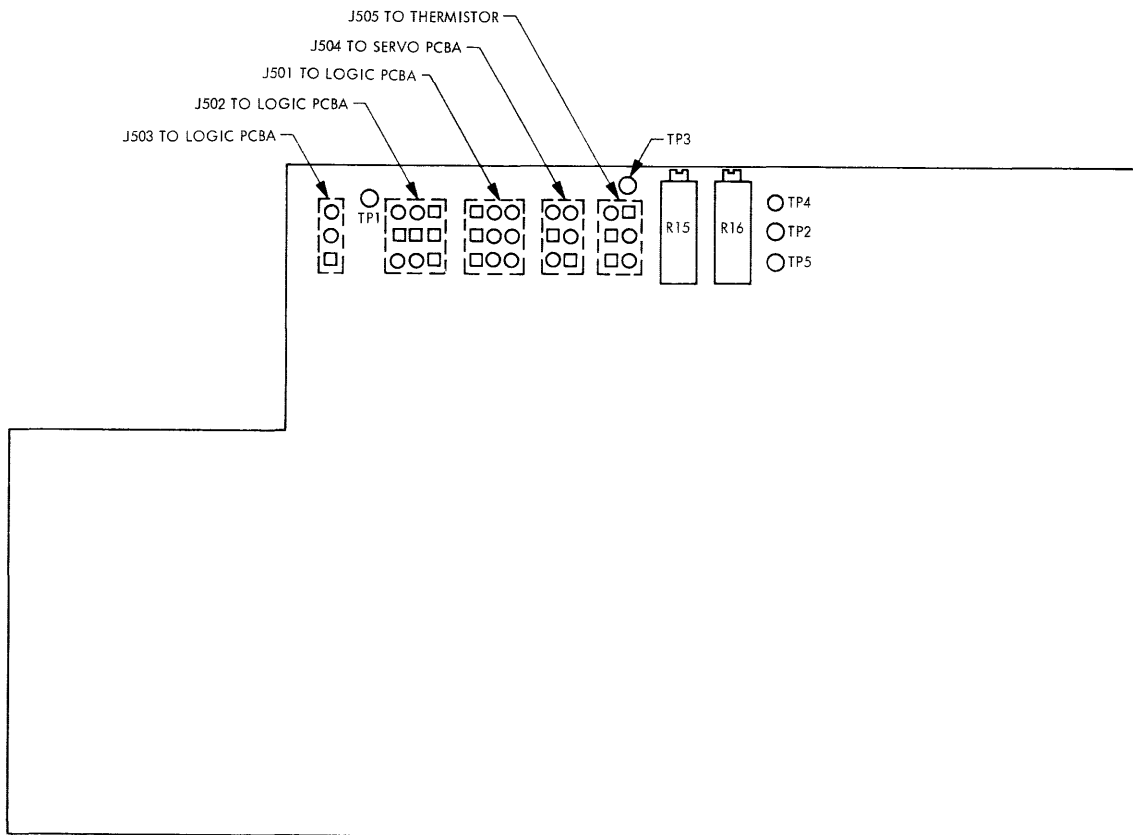 J505 TO THERMISTOR
J504 TO SERVO PCBA
J501 TO LOGIC PCBA
J502 TO LOGIC PCBA
J503 TO LOGIC PCBA
TP3
TP1
R15
R16
TP4
TP2
TP5